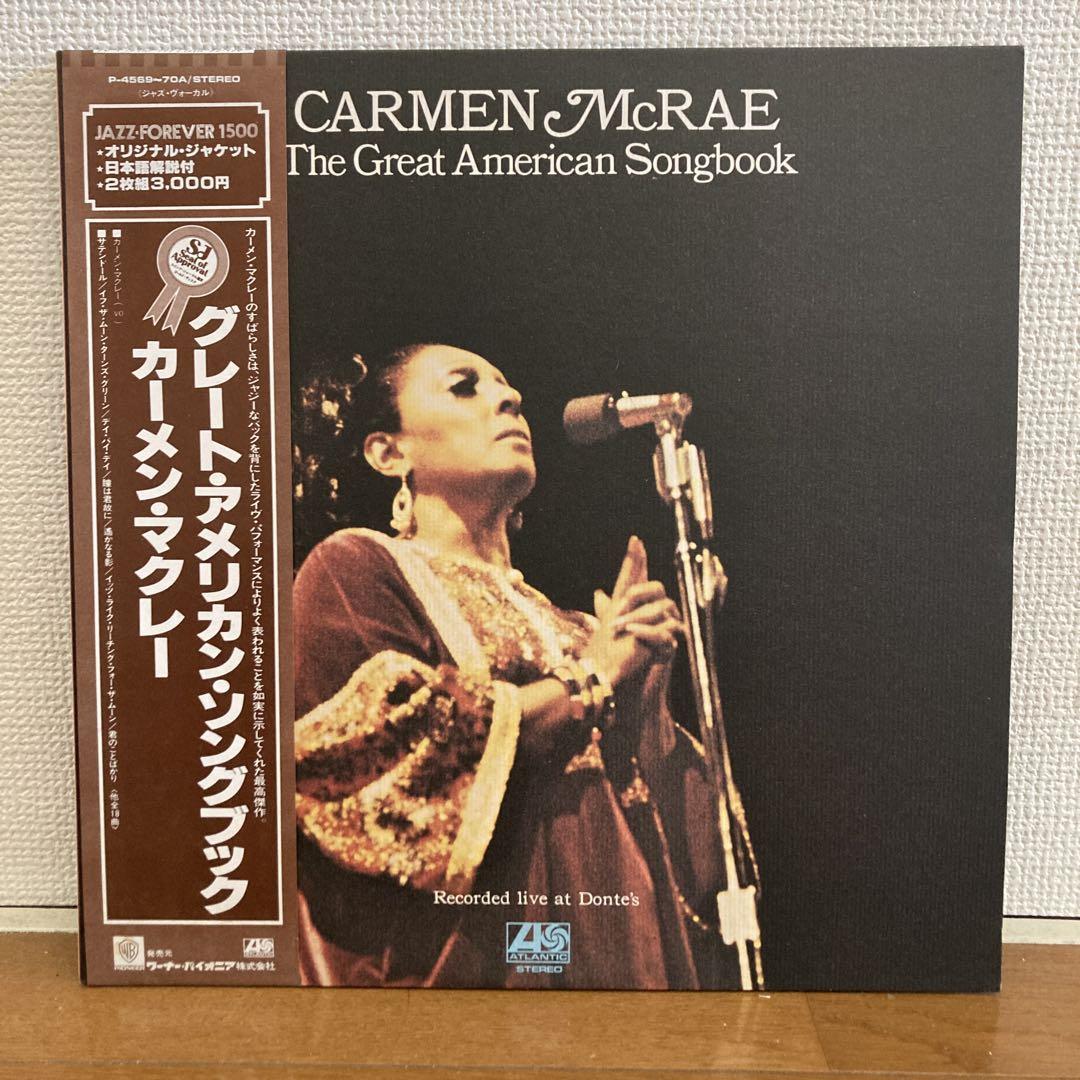 P-4569~70A/STEREO
(ジャズ・ヴォーカル)
JAZZ・FOREVER 1500
★オリジナル・ジャケット
★日本語解説付
★2枚組3,000円
SJ
Seal of
Approval
カーメン・マクレーのすばらしさは、ジャジーなバックを背にしたライヴ・パフォーマンスによりよく表われることを如実に示してくれた最高傑作。
グレート・アメリカン・ソングブック
カーメン・マクレー
■カーメン・マクレー(vo)
■サテンドール/イフ・ザ・ムーン・ターンズ・グリーン/デイ・バイ・デイ/瞳は君故に/遙かなる影/イッツ・ライク・リーチング・フォー・ザ・ムーン/君のことばかり (他全18曲)
WB
PIONEER
発売元
ワーナー・パイオニア株式会社
CARMEN McRAE
The Great American Songbook
Recorded live at Donte's
ATLANTIC
STEREO